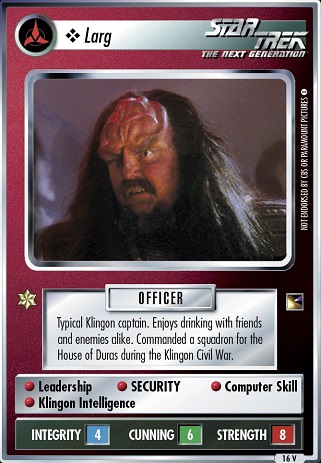 ❖ Larg
STAR TREK
THE NEXT GENERATION
NOT ENDORSED BY CBS OR PARAMOUNT PICTURES
OFFICER
Typical Klingon captain. Enjoys drinking with friends
and enemies alike. Commanded a squadron for the
House of Duras during the Klingon Civil War.
Leadership SECURITY Computer Skill
Klingon Intelligence
INTEGRITY 4 CUNNING 6 STRENGTH 8
16 V